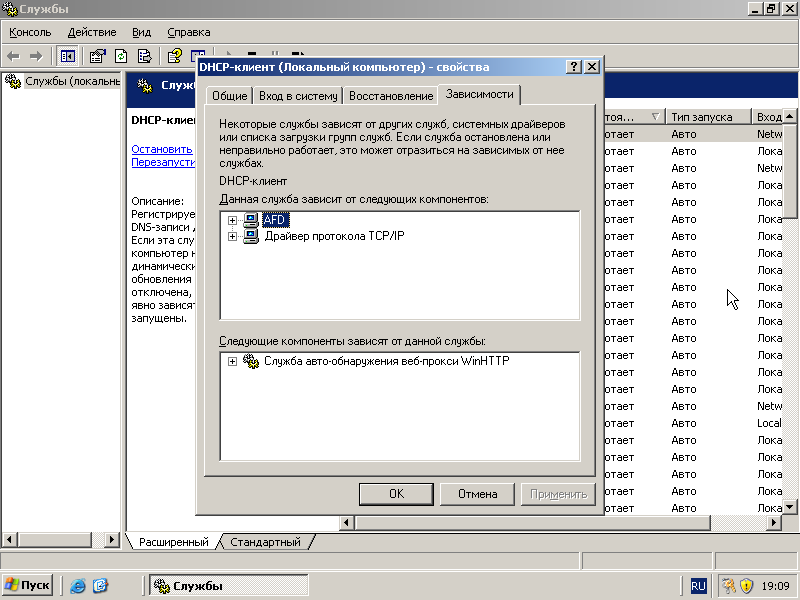 Службы
Консоль Действие Вид Справка
DHCP-клиент (Локальный компьютер) - свойства
Службы (локальн
Службы
Общие Вход в систему Восстановление Зависимости
DHCP-клиен
Остановить
Перезапусти
Описание:
Регистрируе
DNS-записи
Если эта слу
компьютер н
динамически
обновления
отключена,
явно зависят
запущены.
Некоторые службы зависят от других служб, системных драйверов
или списка загрузки групп служб. Если служба остановлена или
неправильно работает, это может отразиться на зависимых от нее
службах.
DHCP-клиент
Данная служба зависит от следующих компонентов:
AFD
Драйвер протокола TCP/IP
Следующие компоненты зависят от данной службы:
Служба авто-обнаружения веб-прокси WinHTTP
OK Отмена Применить
тоя... Тип запуска Вход
отает Авто Netw
отает Авто Лока
отает Авто Netw
отает Авто Лока
отает Авто Лока
отает Авто Лока
отает Авто Лока
отает Авто Лока
отает Авто Лока
отает Авто Лока
отает Авто Лока
отает Авто Лока
отает Авто Лока
отает Авто Лока
отает Авто Лока
отает Авто Лока
отает Авто Netw
отает Авто Local
отает Авто Лока
отает Авто Лока
отает Авто Лока
отает Авто Лока
отает Авто Лока
Расширенный Стандартный
Пуск Службы RU 19:09